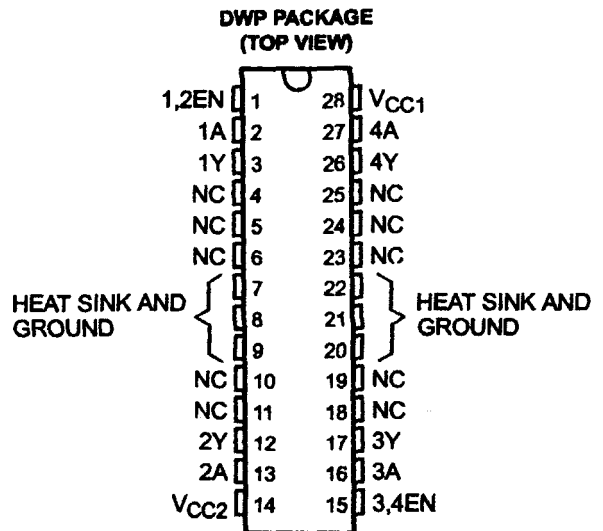 DWP PACKAGE
(TOP VIEW)
1,2EN 1 28 VCC1
1A 2 27 4A
1Y 3 26 4Y
NC 4 25 NC
NC 5 24 NC
NC 6 23 NC
7 22
HEAT SINK AND HEAT SINK AND
8 21
GROUND GROUND
9 20
NC 10 19 NC
NC 11 18 NC
2Y 12 17 3Y
2A 13 16 3A
VCC2 14 15 3,4EN